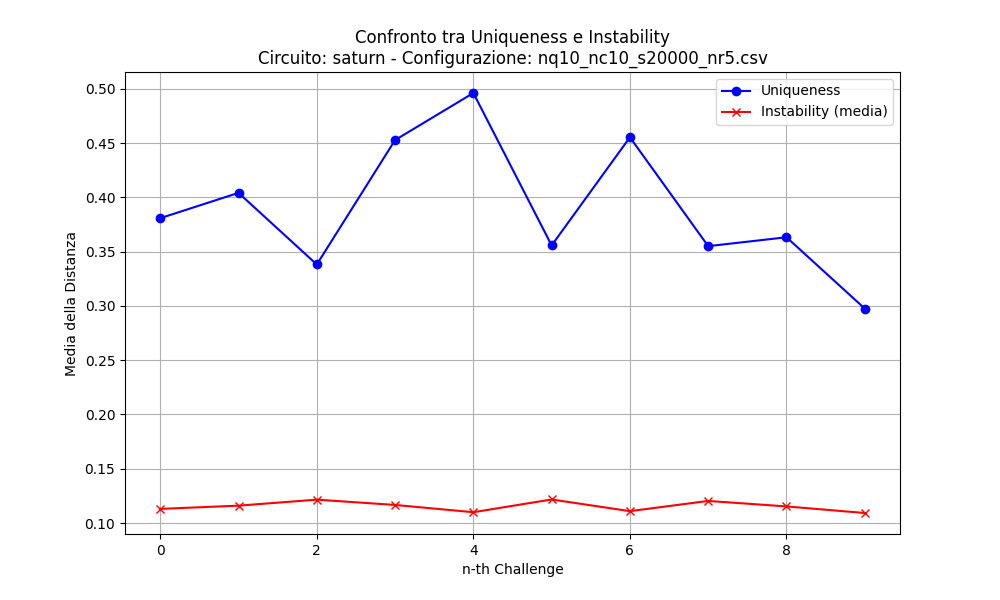 Confronto tra Uniqueness e Instability
Circuito: saturn - Configurazione: nq10_nc10_s20000_nr5.csv
Uniqueness
Instability (media)
Media della Distanza
0.50
0.45
0.40
0.35
0.30
0.25
0.20
0.15
0.10
0
2
4
6
8
n-th Challenge